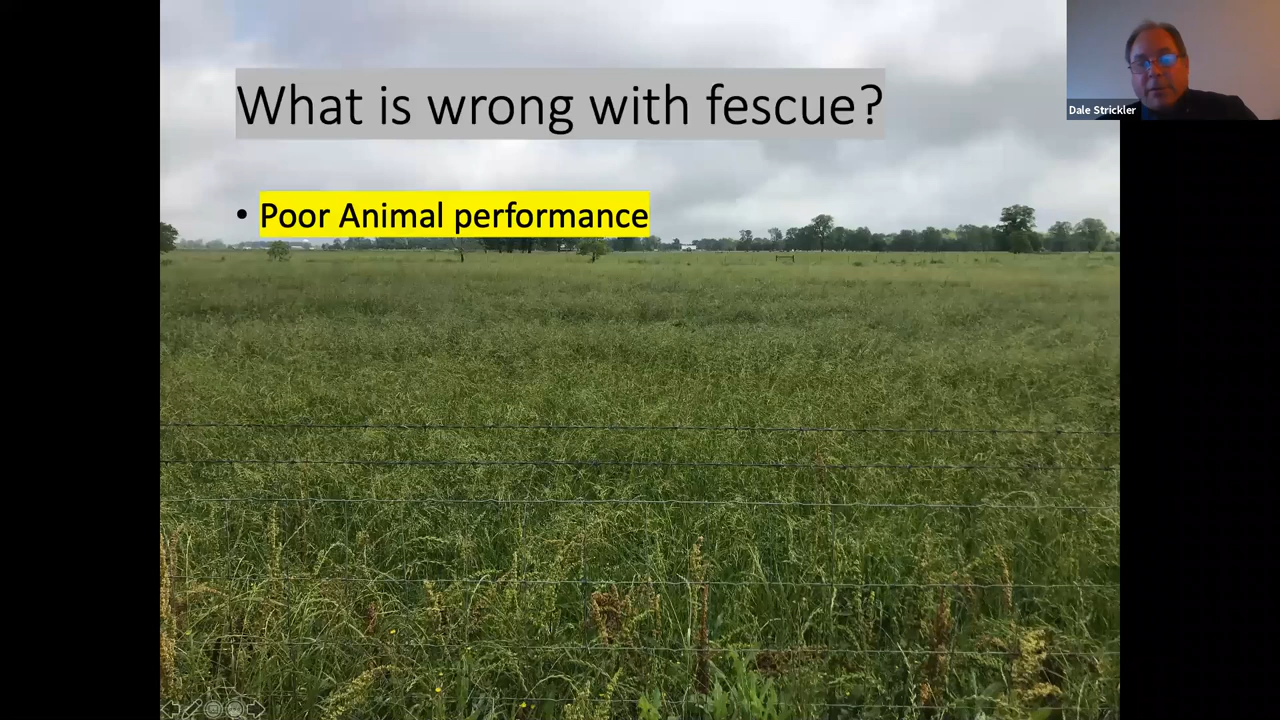 What is wrong with fescue?
Dale Strickler
• Poor Animal performance